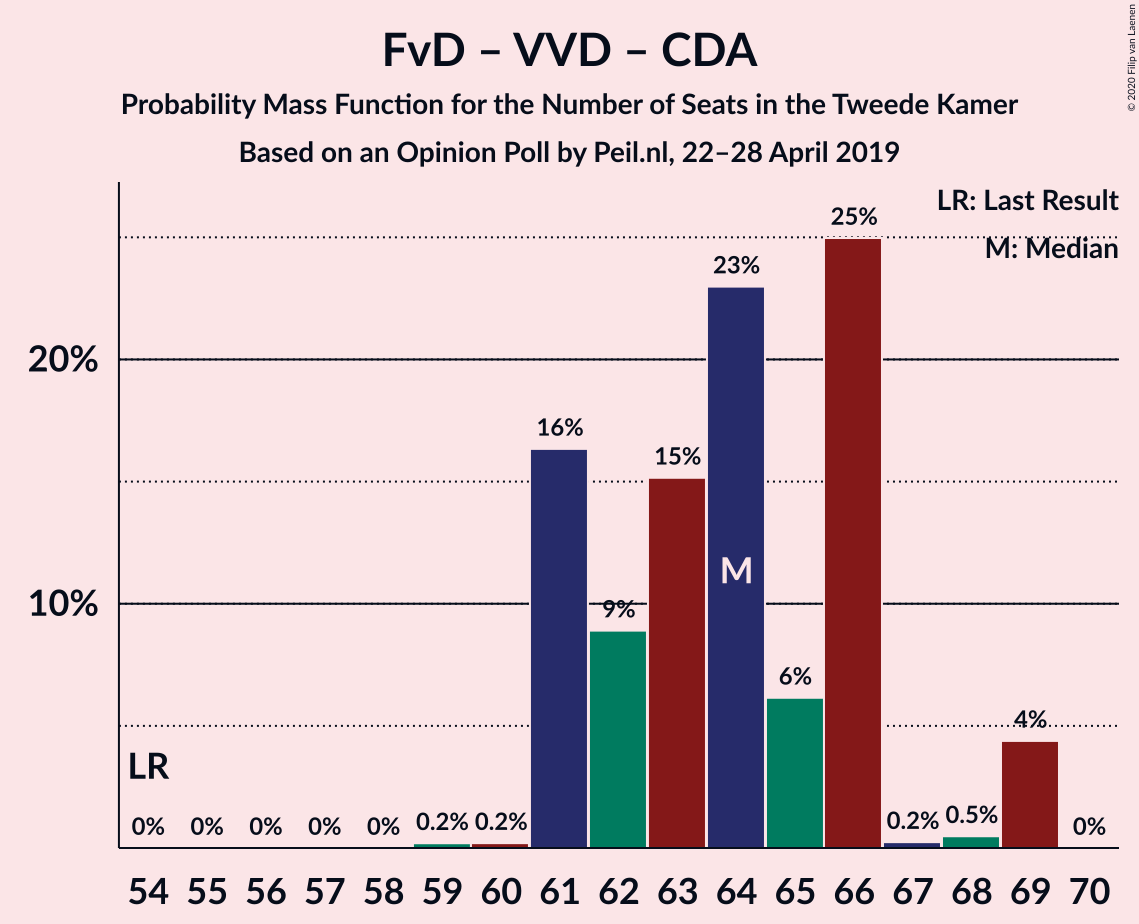 FvD – VVD – CDA
Probability Mass Function for the Number of Seats in the Tweede Kamer
Based on an Opinion Poll by Peil.nl, 22–28 April 2019
© 2020 Filip van Laenen
LR: Last Result
M: Median
25%
23%
20%
16%
15%
M
10%
9%
6%
4%
LR
0% 0% 0% 0% 0% 0.2% 0.2% 0.2% 0.5% 0%
54 55 56 57 58 59 60 61 62 63 64 65 66 67 68 69 70